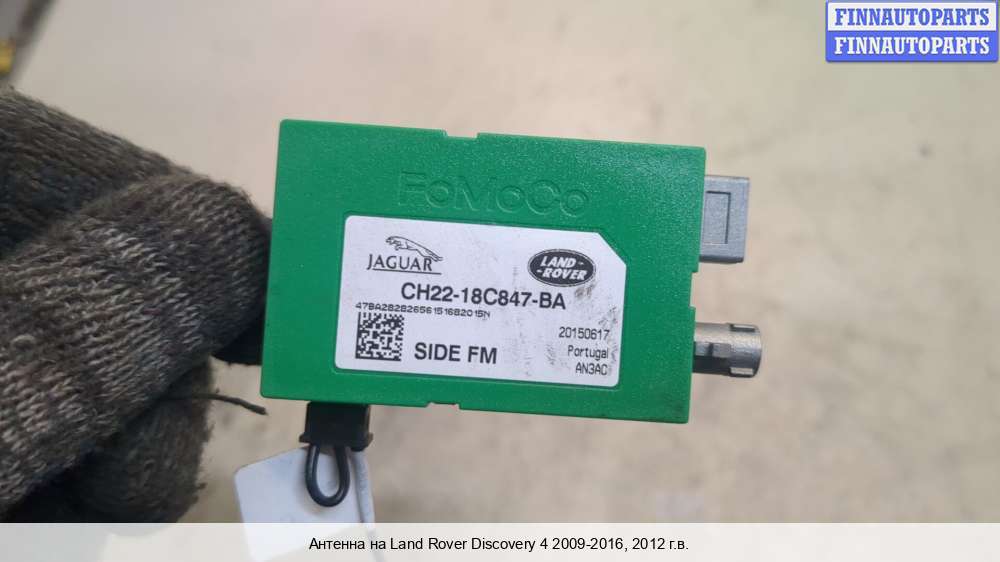 FINNAUTOPARTS
FINNAUTOPARTS
FoMoCo
JAGUAR
LAND-
-ROVER
CH22-18C847-BA
478A28282656151682015N
20150617
SIDE FM
Portugal
AN3AC
Антенна на Land Rover Discovery 4 2009-2016, 2012 г.в.